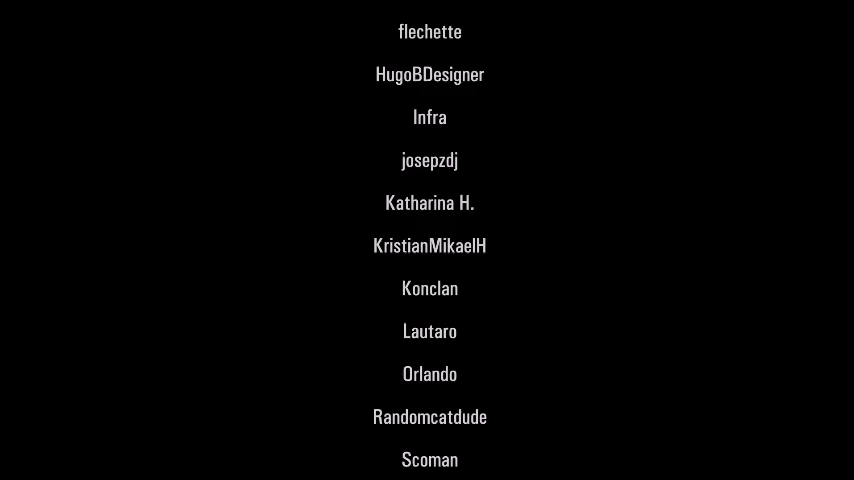 flechette
HugoBDesigner
Infra
josepzdj
Katharina H.
KristianMikaelH
Konclan
Lautaro
Orlando
Randomcatdude
Scoman